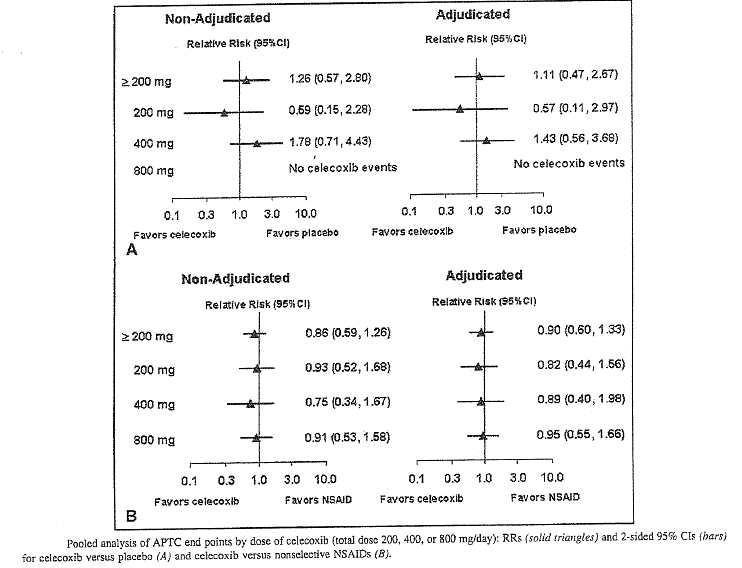 Non-Adjudicated
Adjudicated
Relative Risk (95%CI)
Relative Risk (95%CI)
≥ 200 mg 1.26 (0.57, 2.80) 1.11 (0.47, 2.67)
200 mg 0.59 (0.15, 2.28) 0.57 (0.11, 2.97)
400 mg 1.78 (0.71, 4.43) 1.43 (0.56, 3.68)
800 mg No celecoxib events No celecoxib events
0.1 0.3 1.0 3.0 10.0 0.1 0.3 1.0 3.0 10.0
Favors celecoxib Favors placebo Favors celecoxib Favors placebo
A
Non-Adjudicated
Adjudicated
Relative Risk (95%CI)
Relative Risk (95%CI)
≥ 200 mg 0.86 (0.59, 1.26) 0.90 (0.60, 1.33)
200 mg 0.93 (0.52, 1.68) 0.82 (0.44, 1.56)
400 mg 0.75 (0.34, 1.67) 0.89 (0.40, 1.98)
800 mg 0.91 (0.53, 1.58) 0.95 (0.55, 1.66)
0.1 0.3 1.0 3.0 10.0 0.1 0.3 1.0 3.0 10.0
Favors celecoxib Favors NSAID Favors celecoxib Favors NSAID
B
Pooled analysis of APTC end points by dose of celecoxib (total dose 200, 400, or 800 mg/day): RRs (solid triangles) and 2-sided 95% CIs (bars)
for celecoxib versus placebo (A) and celecoxib versus nonselective NSAIDs (B).